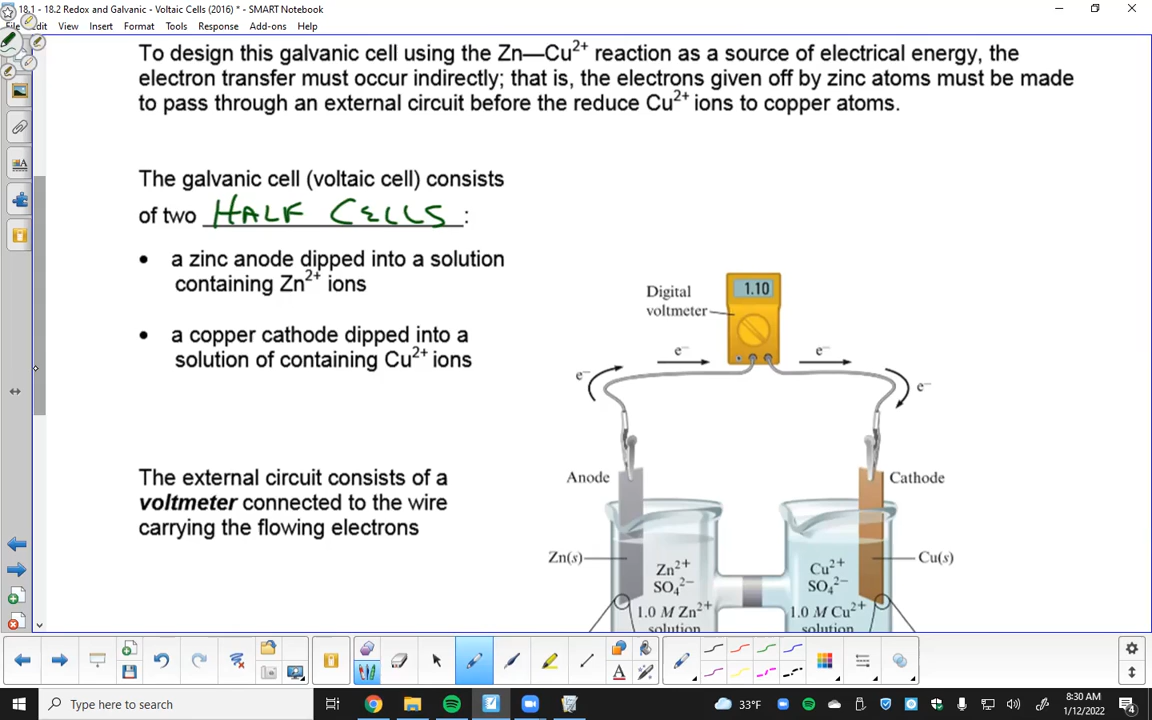 18.1 - 18.2 Redox and Galvanic - Voltaic Cells (2016) * - SMART Notebook
File Edit View Insert Format Tools Response Add-ons Help
To design this galvanic cell using the Zn—Cu²⁺ reaction as a source of electrical energy, the
electron transfer must occur indirectly; that is, the electrons given off by zinc atoms must be made
to pass through an external circuit before the reduce Cu²⁺ ions to copper atoms.
The galvanic cell (voltaic cell) consists
of two HALF CELLS :
• a zinc anode dipped into a solution
containing Zn²⁺ ions
• a copper cathode dipped into a
solution of containing Cu²⁺ ions
The external circuit consists of a
voltmeter connected to the wire
carrying the flowing electrons
Digital
voltmeter
1.10
e⁻ e⁻
e⁻ e⁻
Anode Cathode
Zn(s) Cu(s)
Zn²⁺
SO₄²⁻
1.0 M Zn²⁺
solution
Cu²⁺
SO₄²⁻
1.0 M Cu²⁺
solution
Type here to search
33°F
8:30 AM
1/12/2022
4